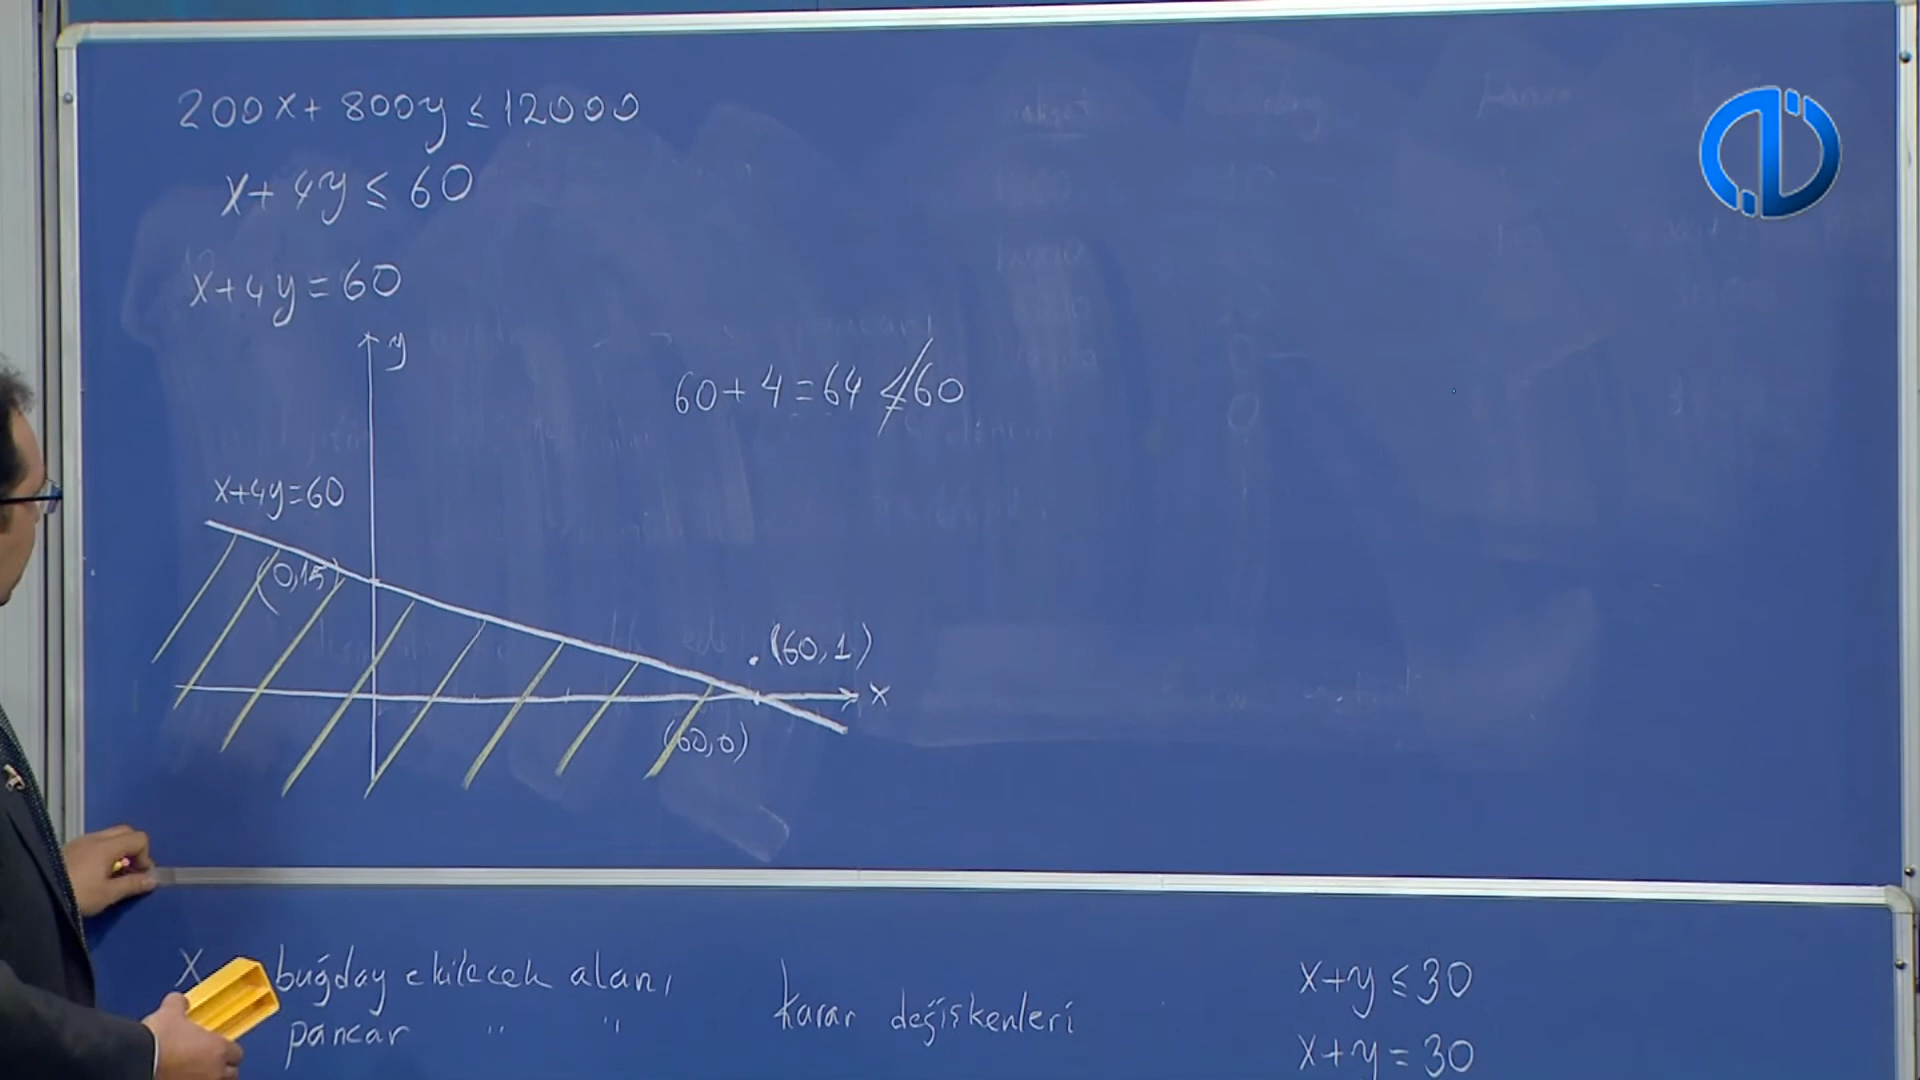 200x + 800y ≤ 12000
x + 4y ≤ 60
x + 4y = 60
y
60 + 4 = 64 ≰ 60
x+4y=60
(0,15)
(60,1)
x
(60,0)
x buğday ekilecek alanı
pancar " "
Karar değişkenleri
x+y ≤ 30
x+y = 30